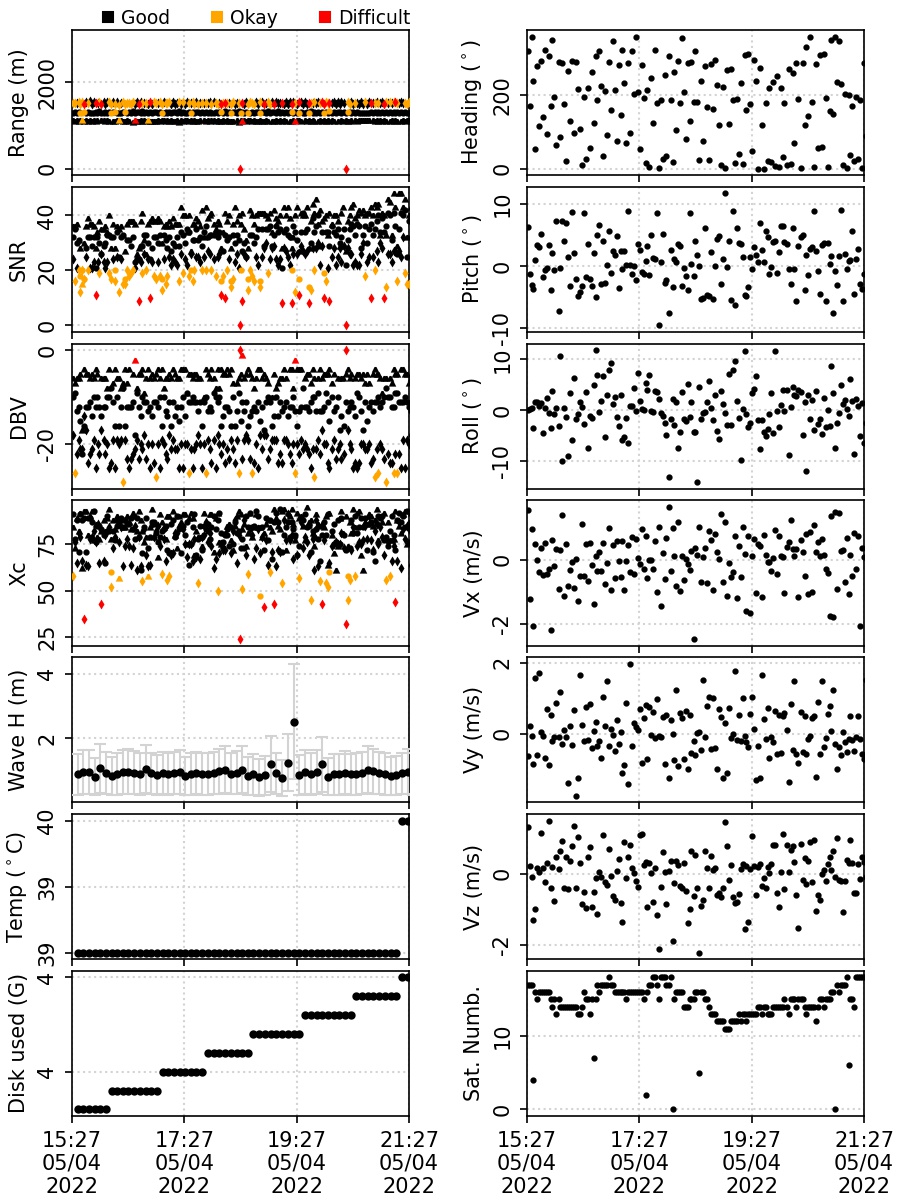 Good Okay Difficult
Range (m)
2000
0
Heading (°)
200
0
SNR
40
20
0
Pitch (°)
10
0
-10
DBV
0
-20
Roll (°)
10
0
-10
Xc
75
50
25
Vx (m/s)
0
-2
Wave H (m)
4
2
Vy (m/s)
2
0
Temp (°C)
40
39
39
Vz (m/s)
0
-2
Disk used (G)
4
4
Sat. Numb.
10
0
15:27 17:27 19:27 21:27
05/04 05/04 05/04 05/04
2022 2022 2022 2022
15:27 17:27 19:27 21:27
05/04 05/04 05/04 05/04
2022 2022 2022 2022